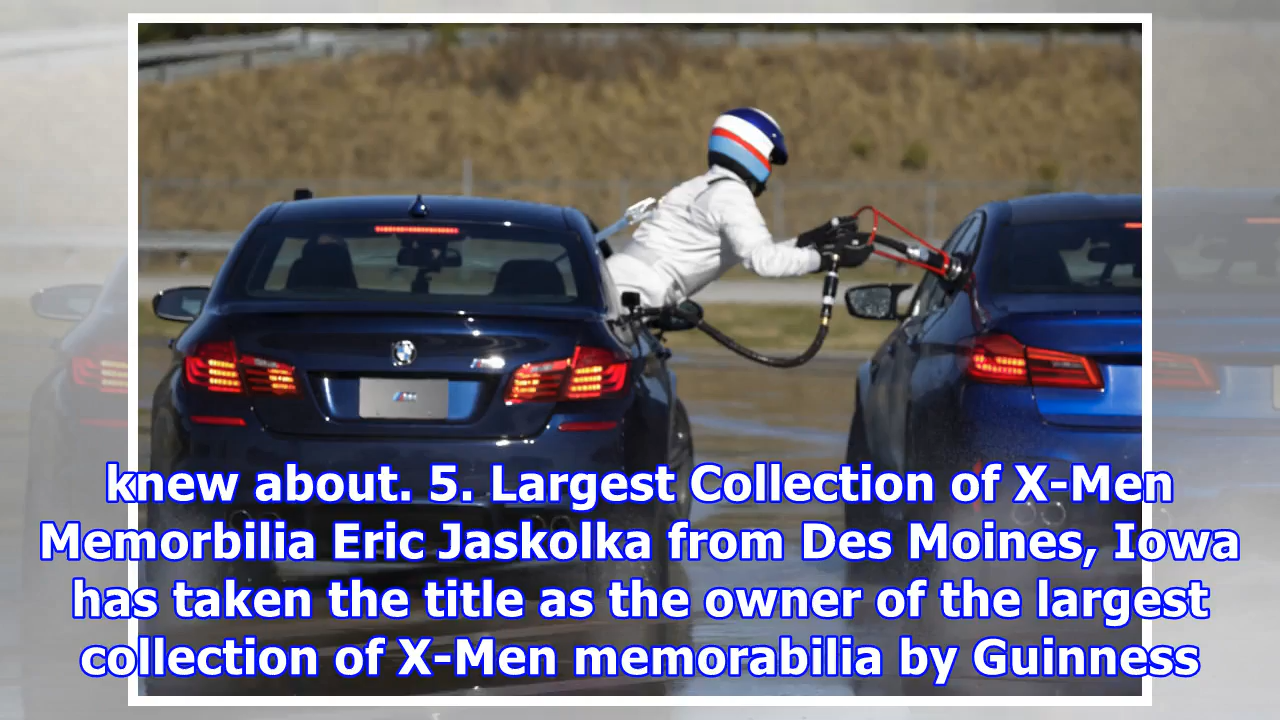 knew about. 5. Largest Collection of X-Men
Memorbilia Eric Jaskolka from Des Moines, Iowa
has taken the title as the owner of the largest
collection of X-Men memorabilia by Guinness